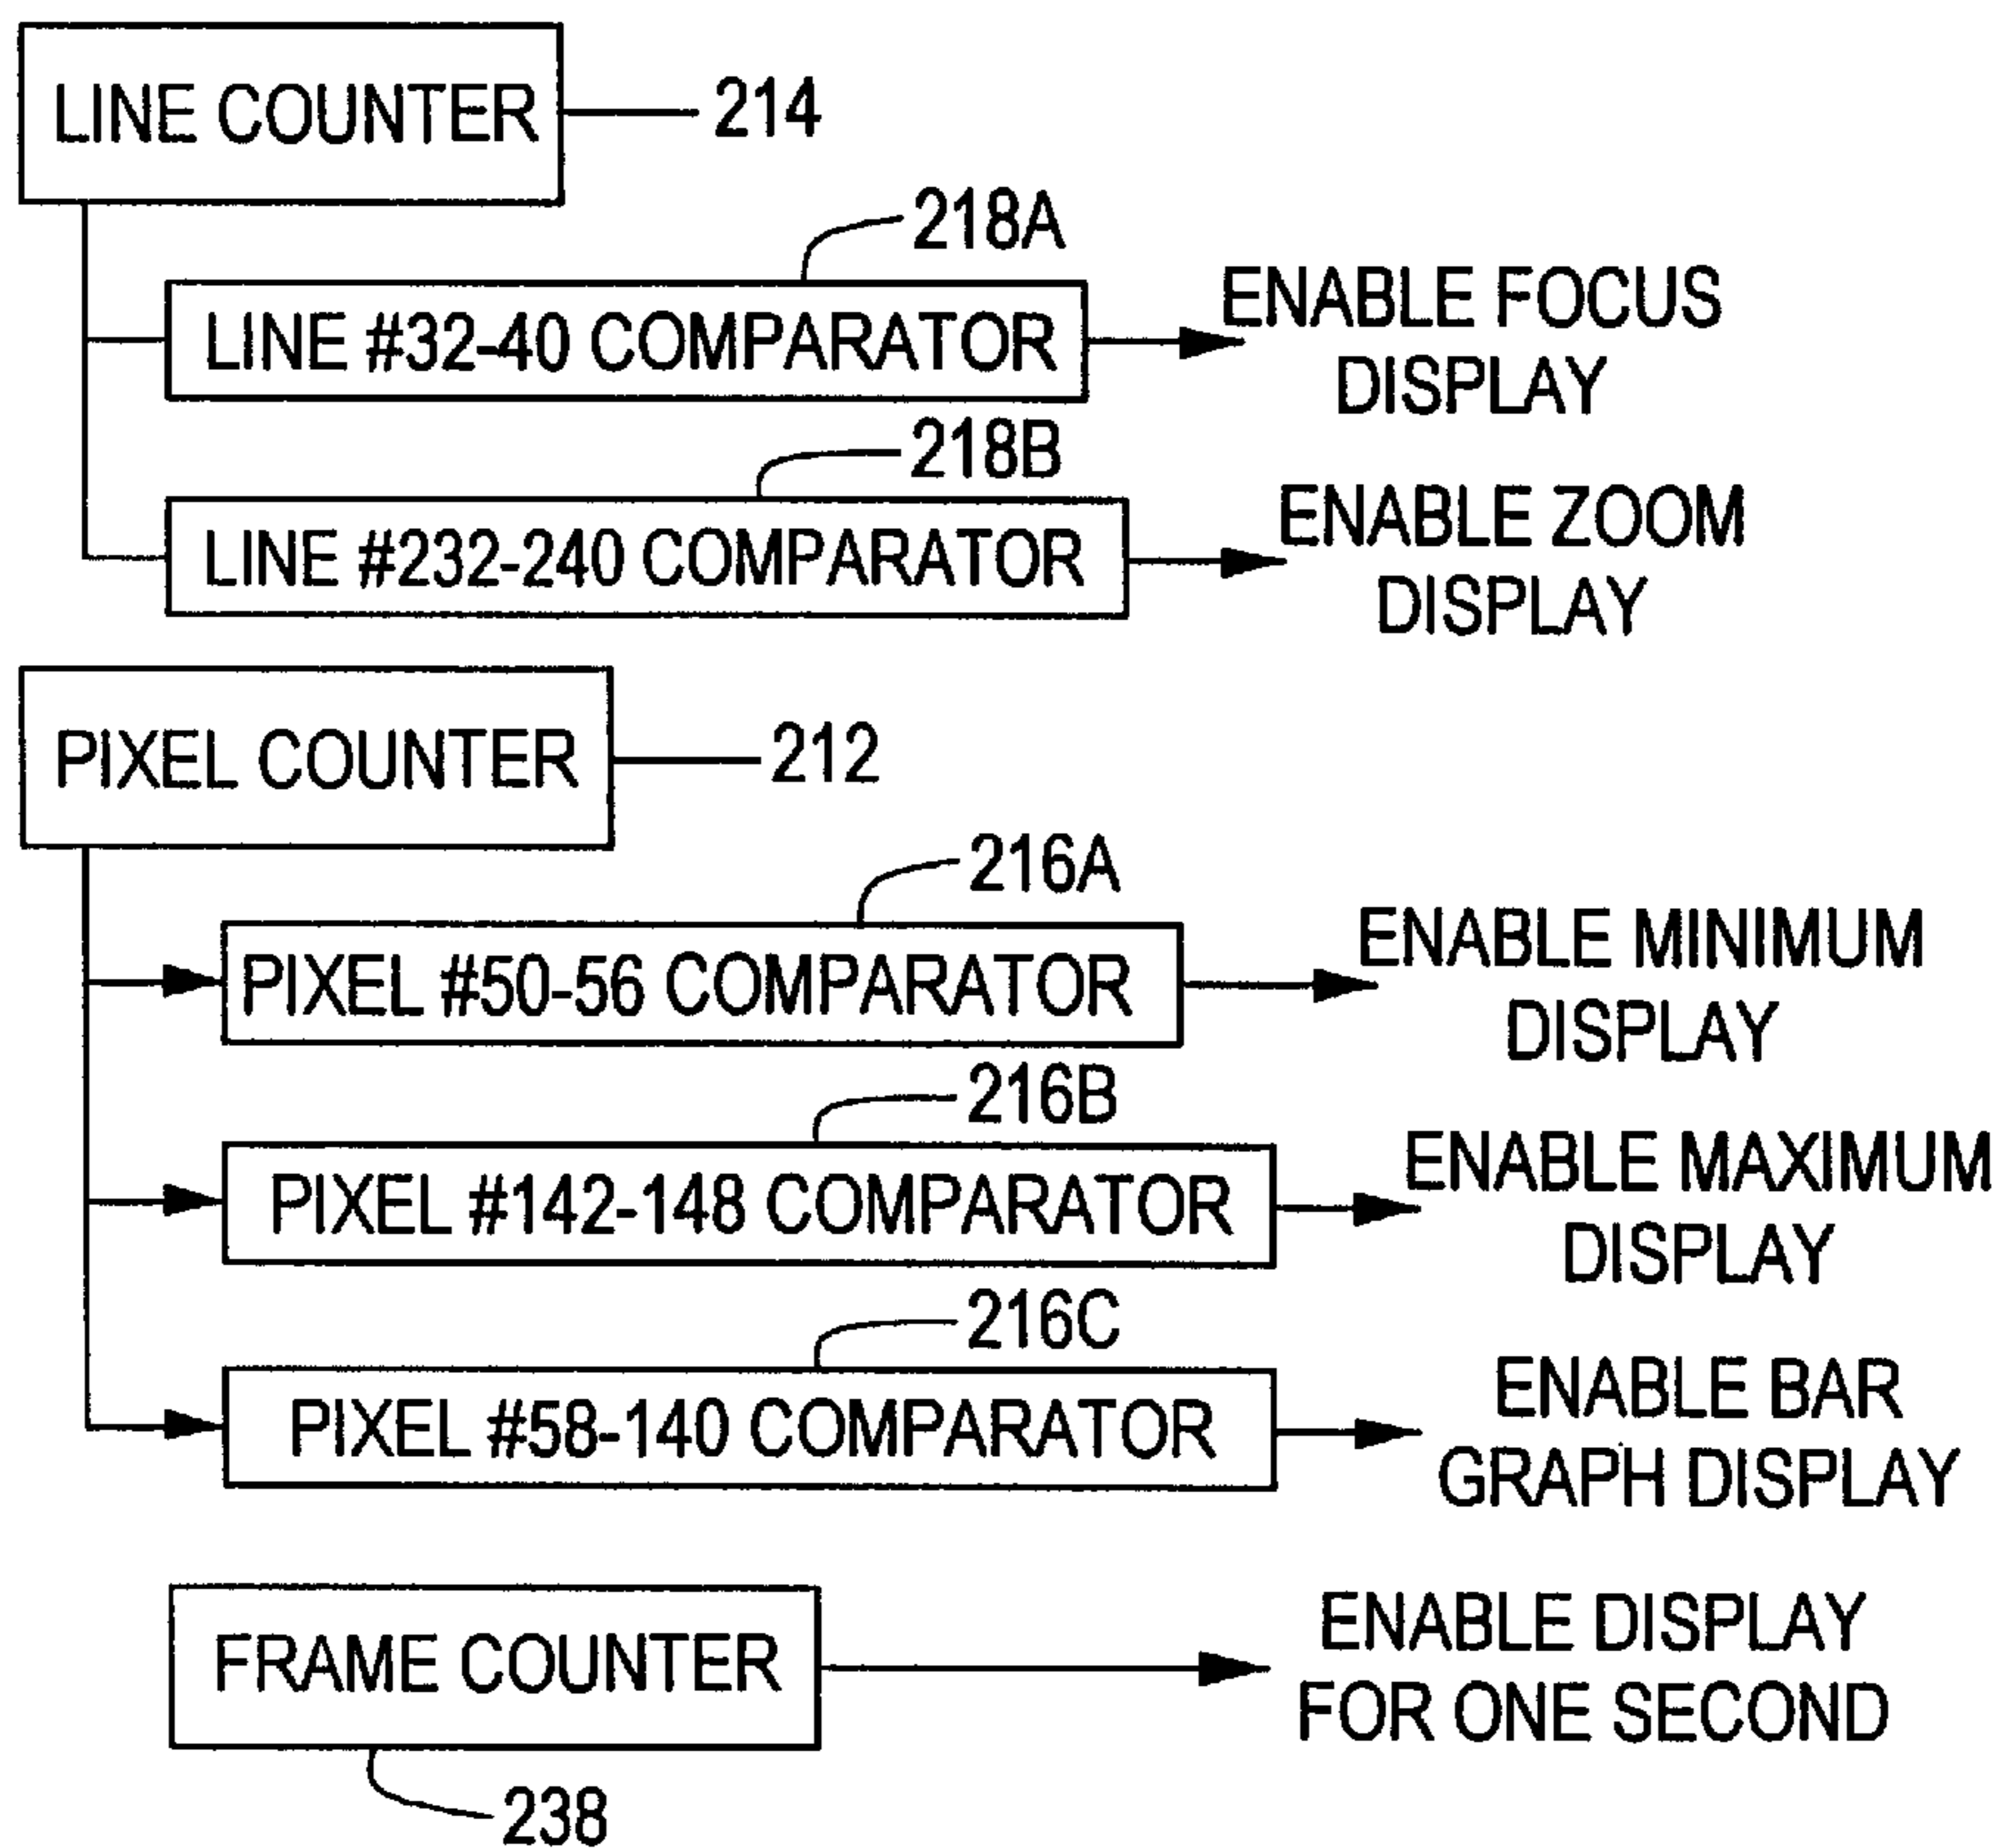 LINE COUNTER
214
218A
LINE #32-40 COMPARATOR
ENABLE FOCUS
DISPLAY
218B
LINE #232-240 COMPARATOR
ENABLE ZOOM
DISPLAY
PIXEL COUNTER
212
216A
PIXEL #50-56 COMPARATOR
ENABLE MINIMUM
DISPLAY
216B
PIXEL #142-148 COMPARATOR
ENABLE MAXIMUM
DISPLAY
216C
PIXEL #58-140 COMPARATOR
ENABLE BAR
GRAPH DISPLAY
FRAME COUNTER
ENABLE DISPLAY
FOR ONE SECOND
238